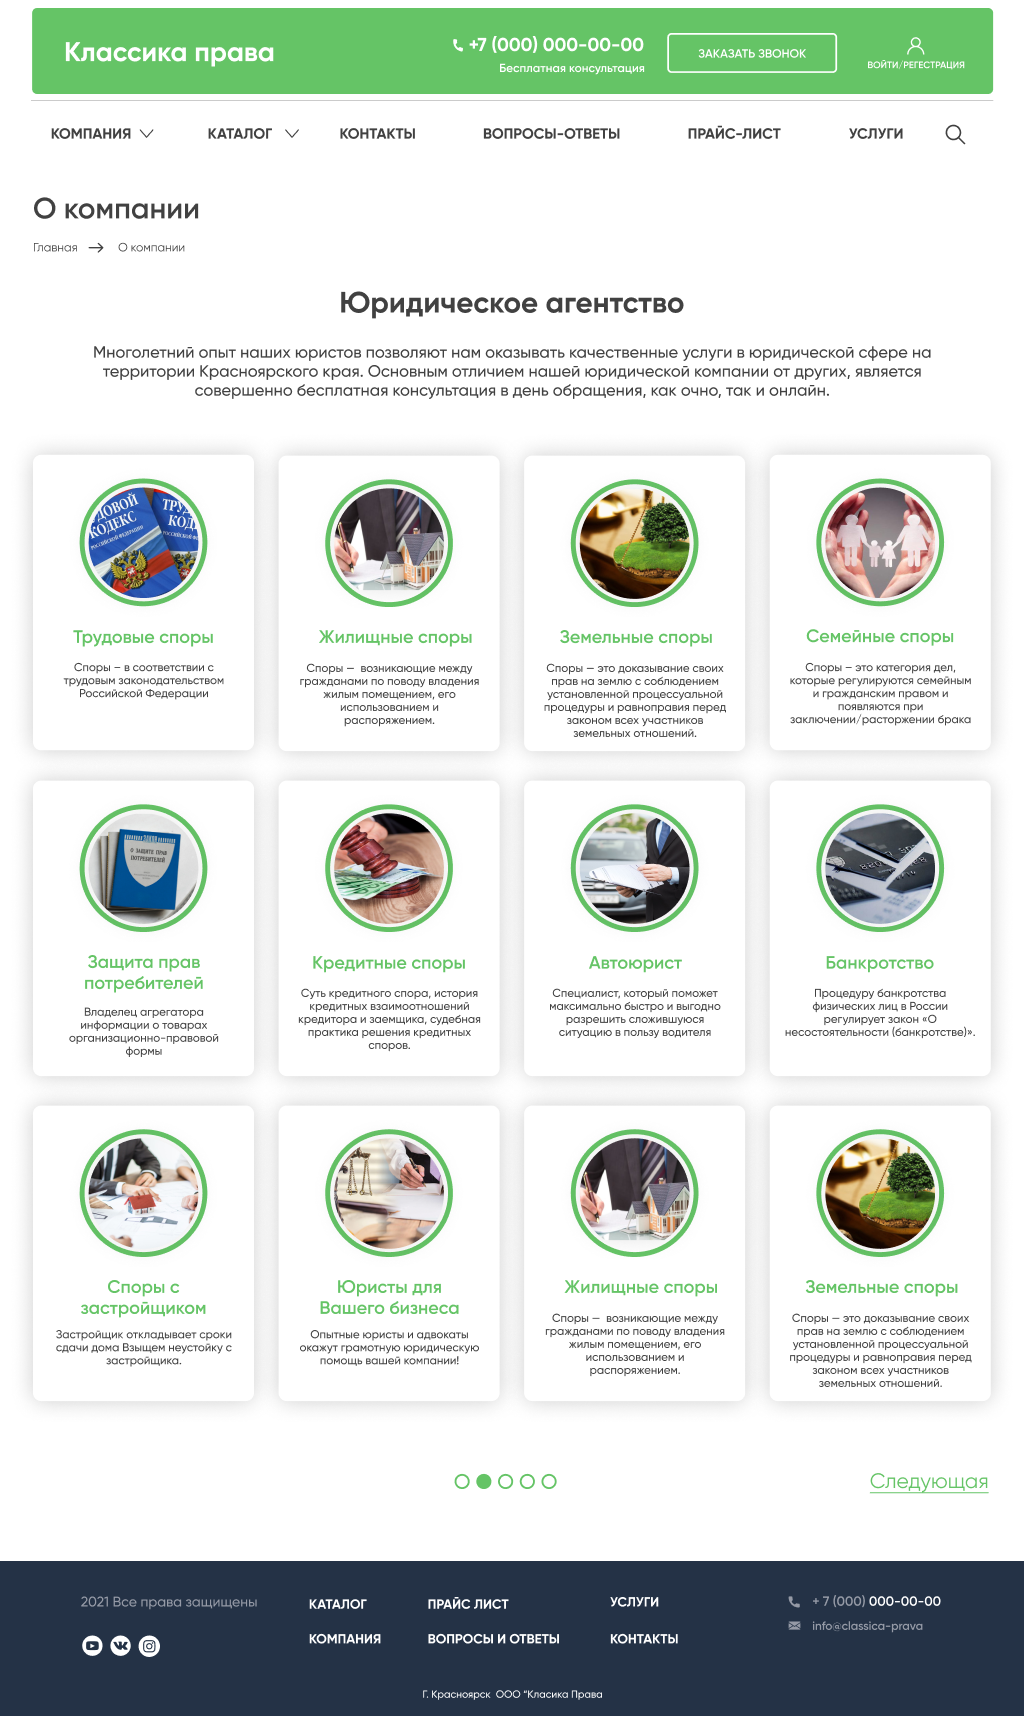 Классика права
+7 (000) 000-00-00
Бесплатная консультация
ЗАКАЗАТЬ ЗВОНОК
ВОЙТИ/РЕГЕСТРАЦИЯ
КОМПАНИЯ
КАТАЛОГ
КОНТАКТЫ
ВОПРОСЫ-ОТВЕТЫ
ПРАЙС-ЛИСТ
УСЛУГИ
О компании
Главная
О компании
Юридическое агентство
Многолетний опыт наших юристов позволяют нам оказывать качественные услуги в юридической сфере на
территории Красноярского края. Основным отличием нашей юридической компании от других, является
совершенно бесплатная консультация в день обращения, как очно, так и онлайн.
Трудовые споры
Споры – в соответствии с
трудовым законодательством
Российской Федерации
Жилищные споры
Споры — возникающие между
гражданами по поводу владения
жилым помещением, его
использованием и
распоряжением.
Земельные споры
Споры — это доказывание своих
прав на землю с соблюдением
установленной процессуальной
процедуры и равноправия перед
законом всех участников
земельных отношений.
Семейные споры
Споры – это категория дел,
которые регулируются семейным
и гражданским правом и
появляются при
заключении/расторжении брака
О ЗАЩИТЕ ПРАВ
ПОТРЕБИТЕЛЕЙ
Защита прав
потребителей
Владелец агрегатора
информации о товарах
организационно-правовой
формы
Кредитные споры
Суть кредитного спора, история
кредитных взаимоотношений
кредитора и заемщика, судебная
практика решения кредитных
споров.
Автоюрист
Специалист, который поможет
максимально быстро и выгодно
разрешить сложившуюся
ситуацию в пользу водителя
Банкротство
Процедуру банкротства
физических лиц в России
регулирует закон «О
несостоятельности (банкротстве)».
Споры с
застройщиком
Застройщик откладывает сроки
сдачи дома Взыщем неустойку с
застройщика.
Юристы для
Вашего бизнеса
Опытные юристы и адвокаты
окажут грамотную юридическую
помощь вашей компании!
Жилищные споры
Споры — возникающие между
гражданами по поводу владения
жилым помещением, его
использованием и
распоряжением.
Земельные споры
Споры — это доказывание своих
прав на землю с соблюдением
установленной процессуальной
процедуры и равноправия перед
законом всех участников
земельных отношений.
Следующая
2021 Все права защищены
КАТАЛОГ
ПРАЙС ЛИСТ
УСЛУГИ
+ 7 (000) 000-00-00
КОМПАНИЯ
ВОПРОСЫ И ОТВЕТЫ
КОНТАКТЫ
info@classica-prava
Г. Красноярск ООО “Класика Права